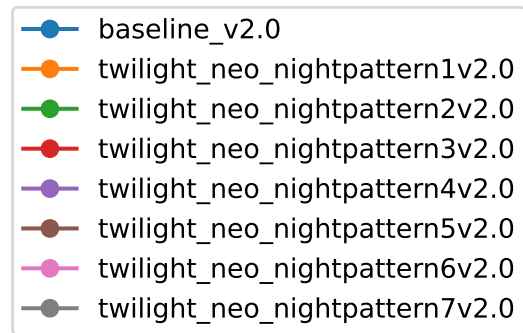 baseline_v2.0
twilight_neo_nightpattern1v2.0
twilight_neo_nightpattern2v2.0
twilight_neo_nightpattern3v2.0
twilight_neo_nightpattern4v2.0
twilight_neo_nightpattern5v2.0
twilight_neo_nightpattern6v2.0
twilight_neo_nightpattern7v2.0